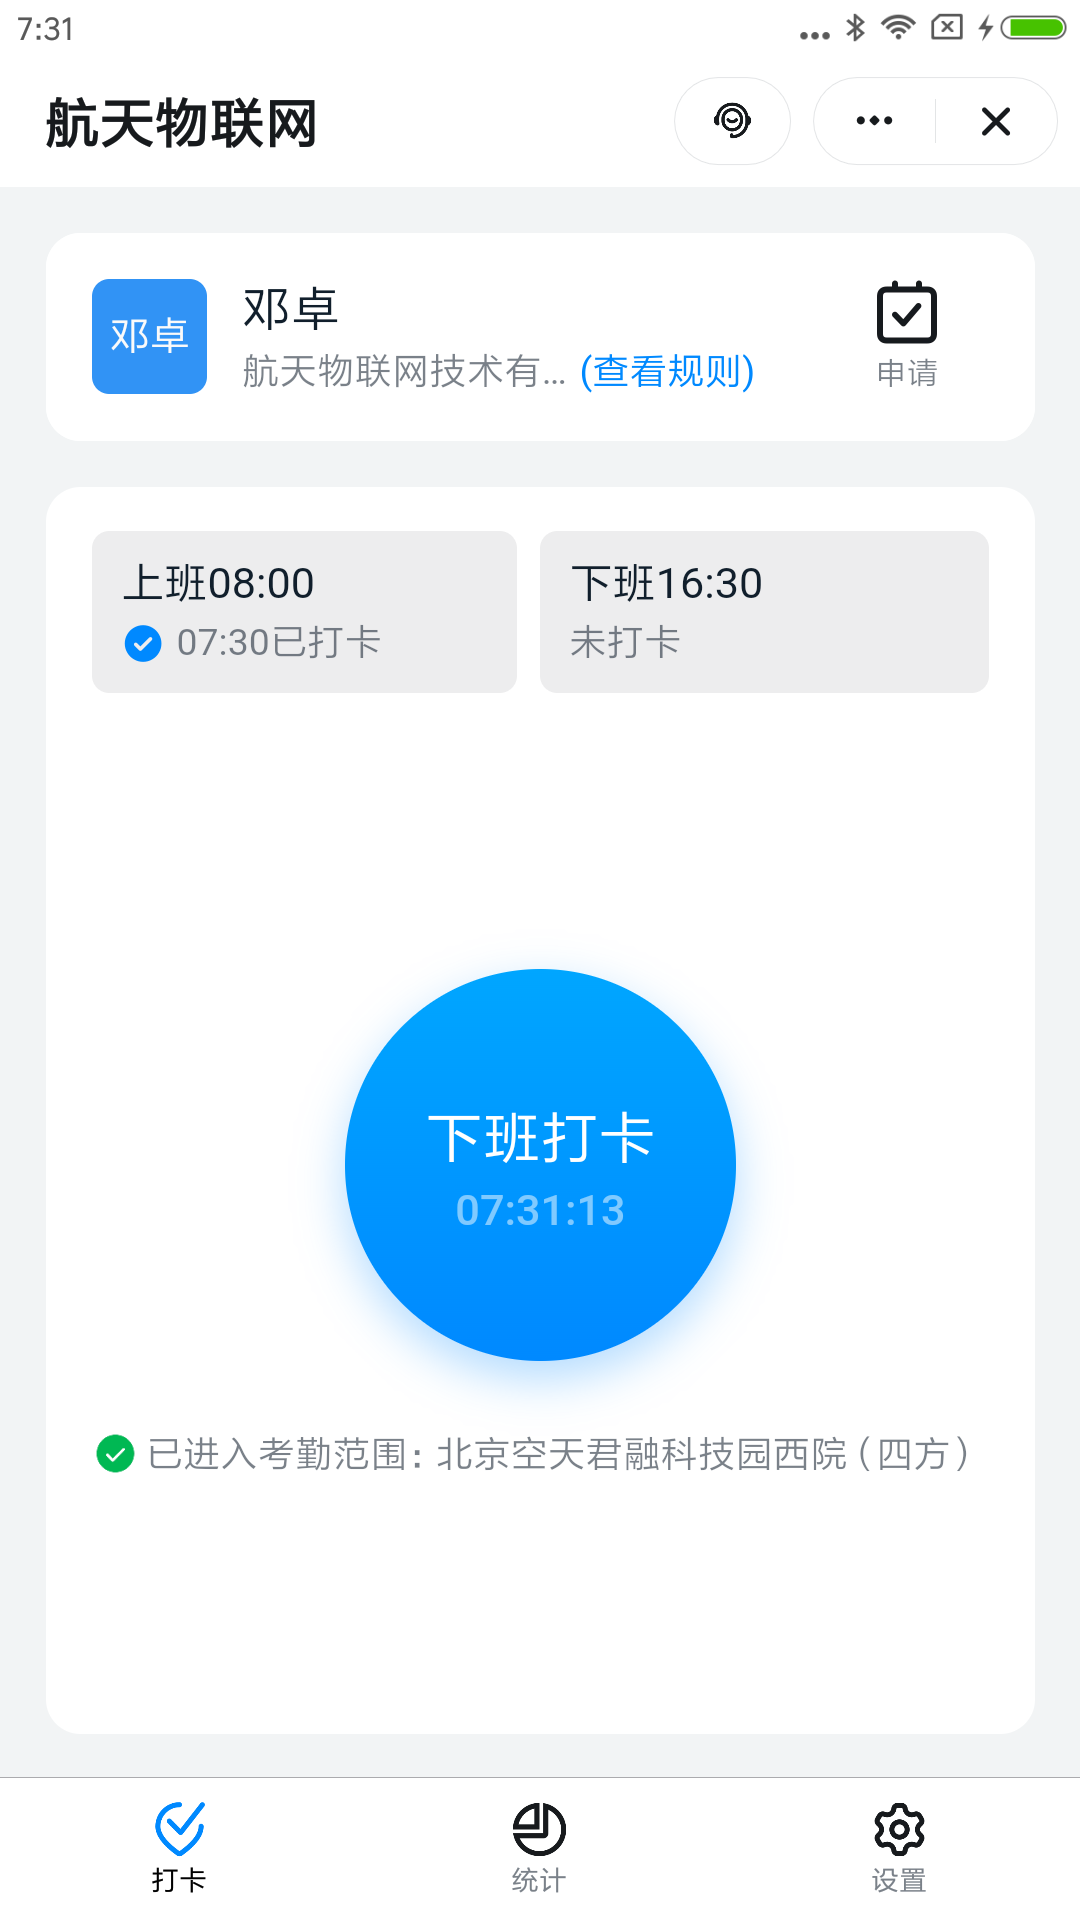 7:31
航天物联网
邓卓
邓卓
航天物联网技术有... (查看规则)
申请
上班08:00
07:30已打卡
下班16:30
未打卡
下班打卡
07:31:13
已进入考勤范围：北京空天君融科技园西院（四方）
打卡
统计
设置